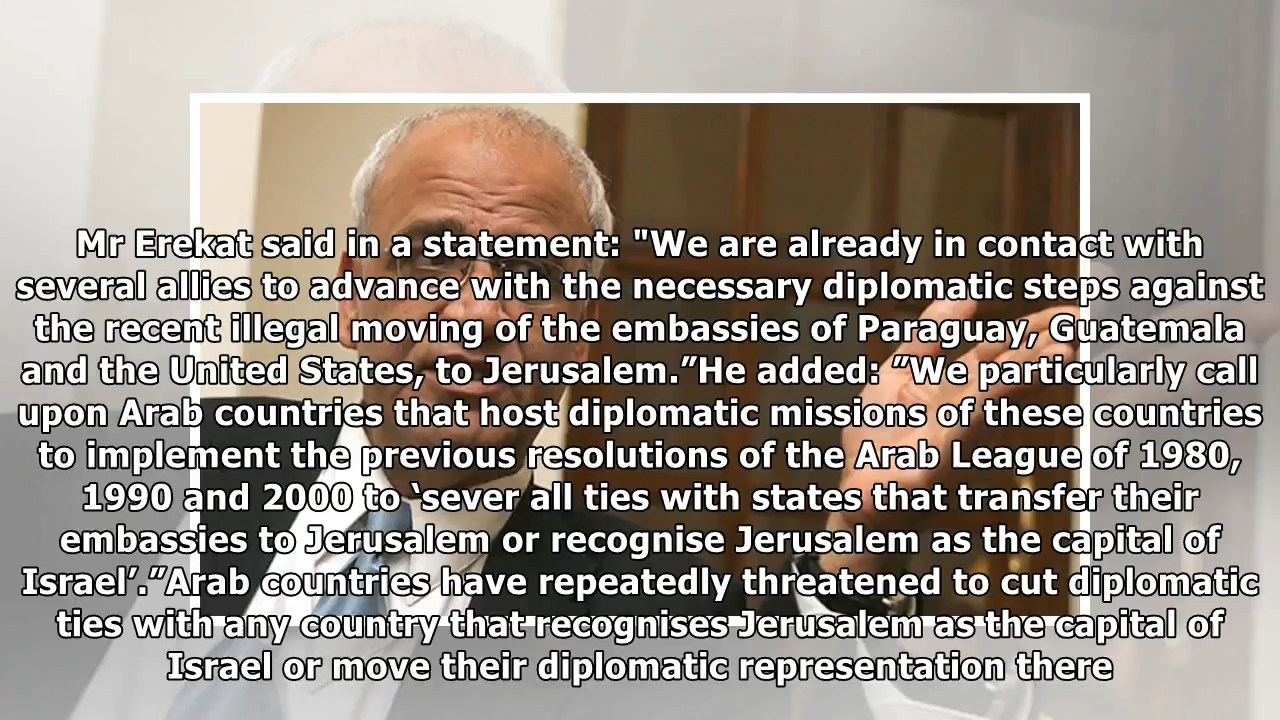 Mr Erekat said in a statement: "We are already in contact with
several allies to advance with the necessary diplomatic steps against
the recent illegal moving of the embassies of Paraguay, Guatemala
and the United States, to Jerusalem.”He added: ”We particularly call
upon Arab countries that host diplomatic missions of these countries
to implement the previous resolutions of the Arab League of 1980,
1990 and 2000 to ‘sever all ties with states that transfer their
embassies to Jerusalem or recognise Jerusalem as the capital of
Israel’.”Arab countries have repeatedly threatened to cut diplomatic
ties with any country that recognises Jerusalem as the capital of
Israel or move their diplomatic representation there